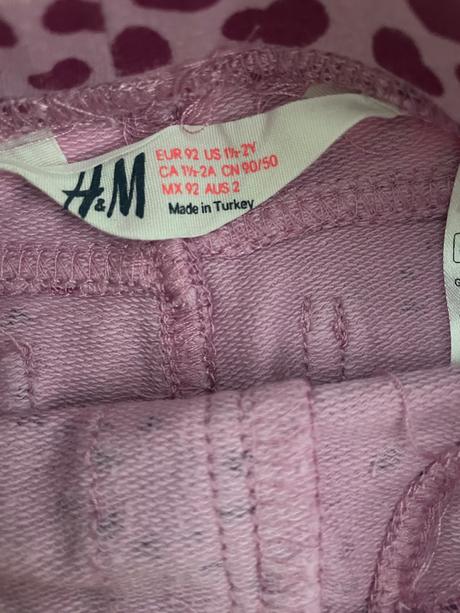 H&M
EUR 92 US 1½-2Y
CA 1½-2A CN 90/50
MX 92 AUS 2
Made in Turkey